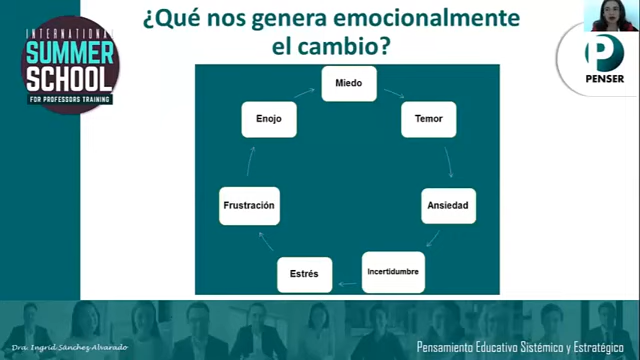 ¿Qué nos genera emocionalmente
el cambio?
INTERNATIONAL
SUMMER
SCHOOL
FOR PROFESSORS TRAINING
PENSER
Miedo
Temor
Ansiedad
Incertidumbre
Estrés
Frustración
Enojo
Dra. Ingrid Sánchez Alvarado
Pensamiento Educativo Sistémico y Estratégico